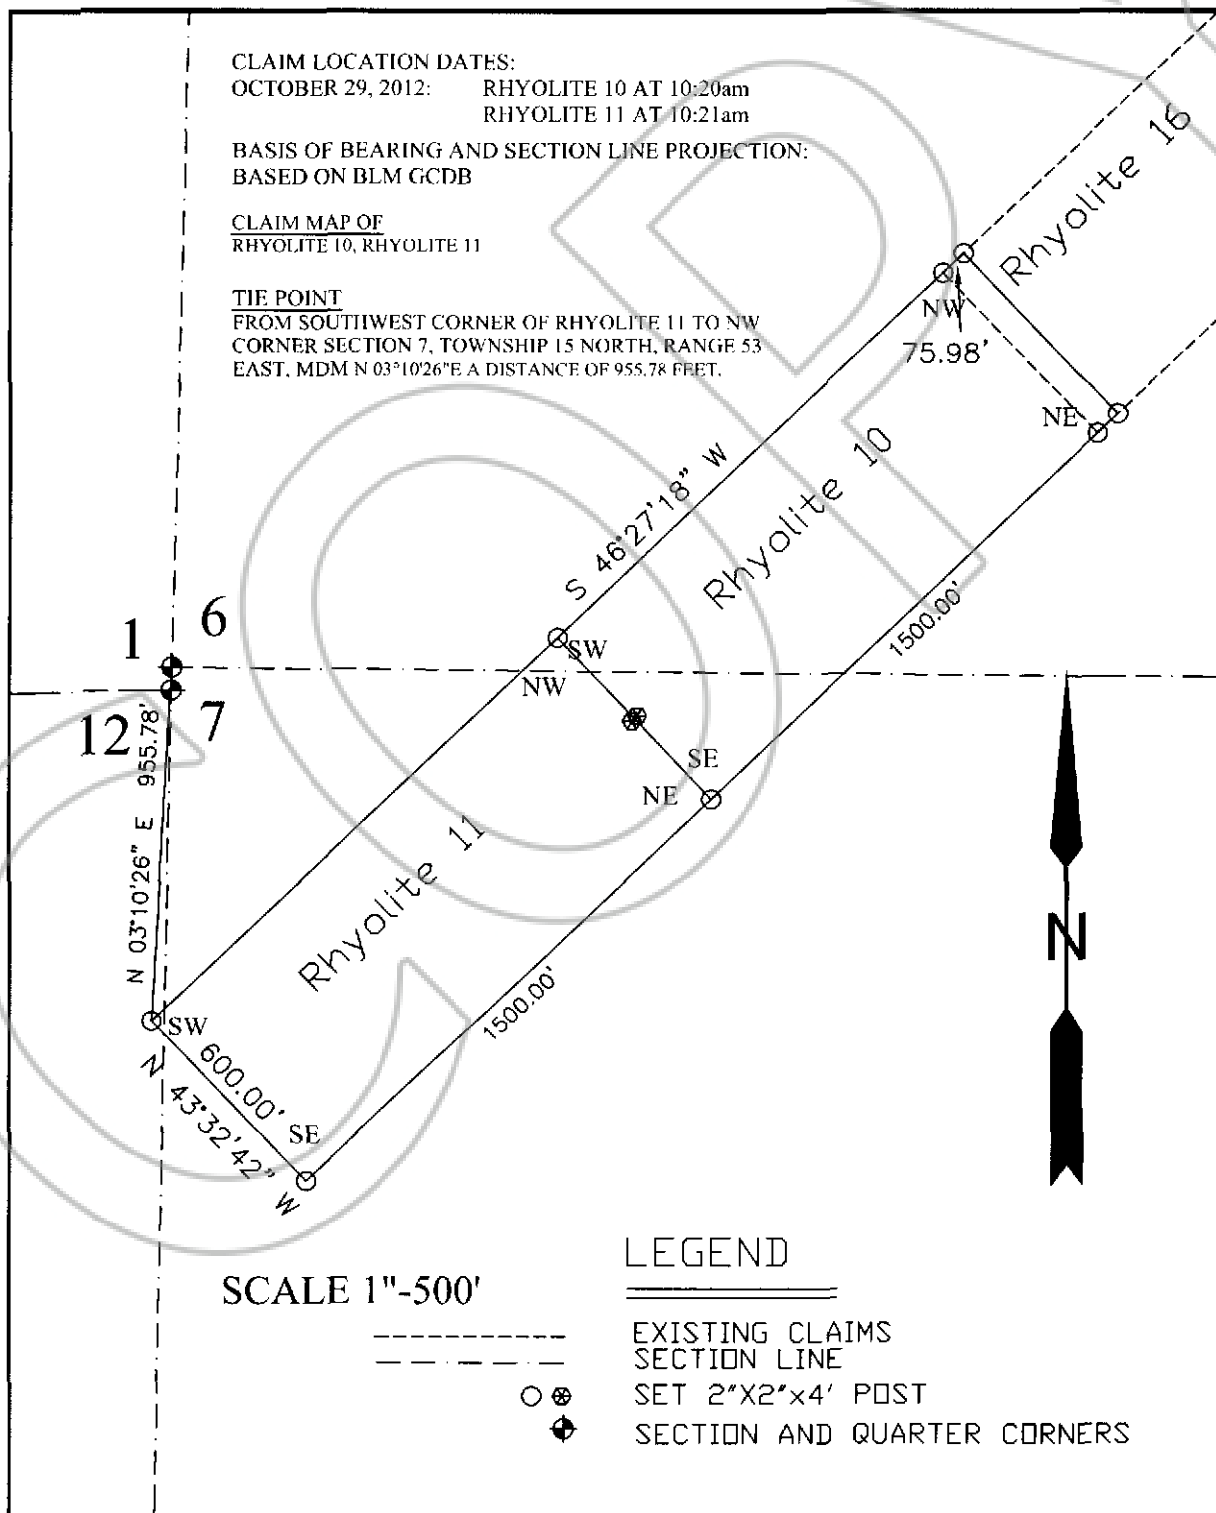 CLAIM LOCATION DATES:
OCTOBER 29, 2012: RHYOLITE 10 AT 10:20am
RHYOLITE 11 AT 10:21am
BASIS OF BEARING AND SECTION LINE PROJECTION:
BASED ON BLM GCDB
CLAIM MAP OF
RHYOLITE 10, RHYOLITE 11
TIE POINT
FROM SOUTHWEST CORNER OF RHYOLITE 11 TO NW
CORNER SECTION 7, TOWNSHIP 15 NORTH, RANGE 53
EAST, MDM N 03°10'26"E A DISTANCE OF 955.78 FEET.
Rhyolite 16
NW
75.98'
NE
S 46°27'18" W
Rhyolite 10
1500.00'
1 6
12 7
SW
NW
SE
NE
N 03°10'26" E 955.78'
Rhyolite 11
1500.00'
SW
600.00'
N 43°32'42" W
SE
N
COPY
SCALE 1"-500'
LEGEND
EXISTING CLAIMS
SECTION LINE
SET 2"X2"x4' POST
SECTION AND QUARTER CORNERS